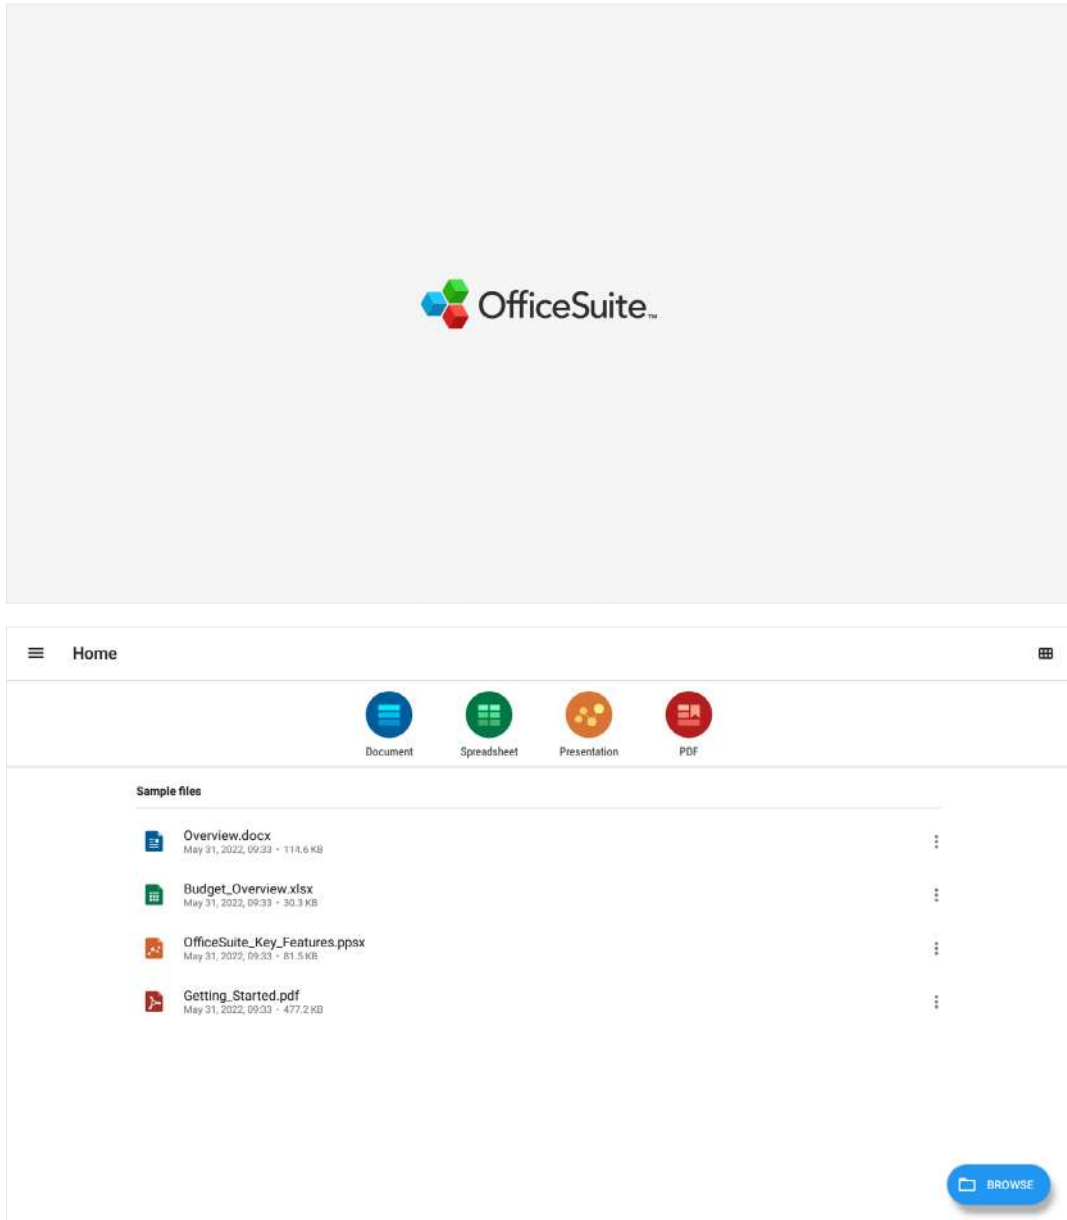 OfficeSuite™
Home
Document Spreadsheet Presentation PDF
Sample files
Overview.docx
May 31, 2022, 09:33 • 114.6 KB
Budget_Overview.xlsx
May 31, 2022, 09:33 • 30.3 KB
OfficeSuite_Key_Features.ppsx
May 31, 2022, 09:33 • 81.5 KB
Getting_Started.pdf
May 31, 2022, 09:33 • 477.2 KB
BROWSE